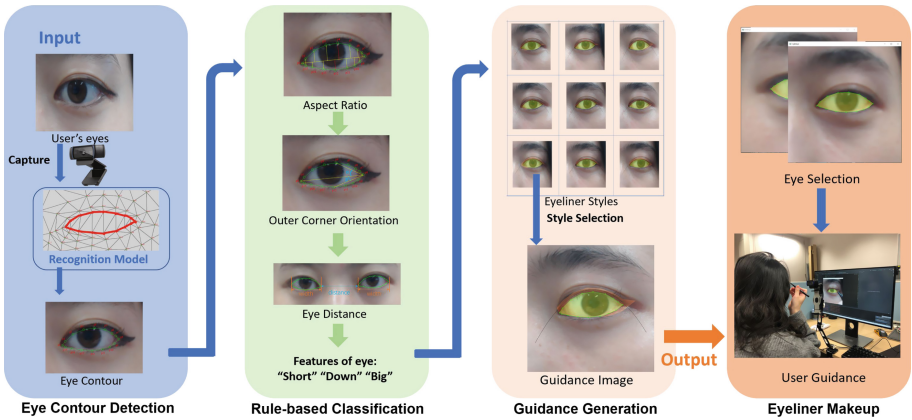 Input
User's eyes
Capture
Recognition Model
Eye Contour
Eye Contour Detection
Aspect Ratio
Outer Corner Orientation
Eye Distance
Features of eye:
“Short” “Down” “Big”
Rule-based Classification
Eyeliner Styles
Style Selection
Guidance Image
Guidance Generation
Output
Eye Selection
User Guidance
Eyeliner Makeup